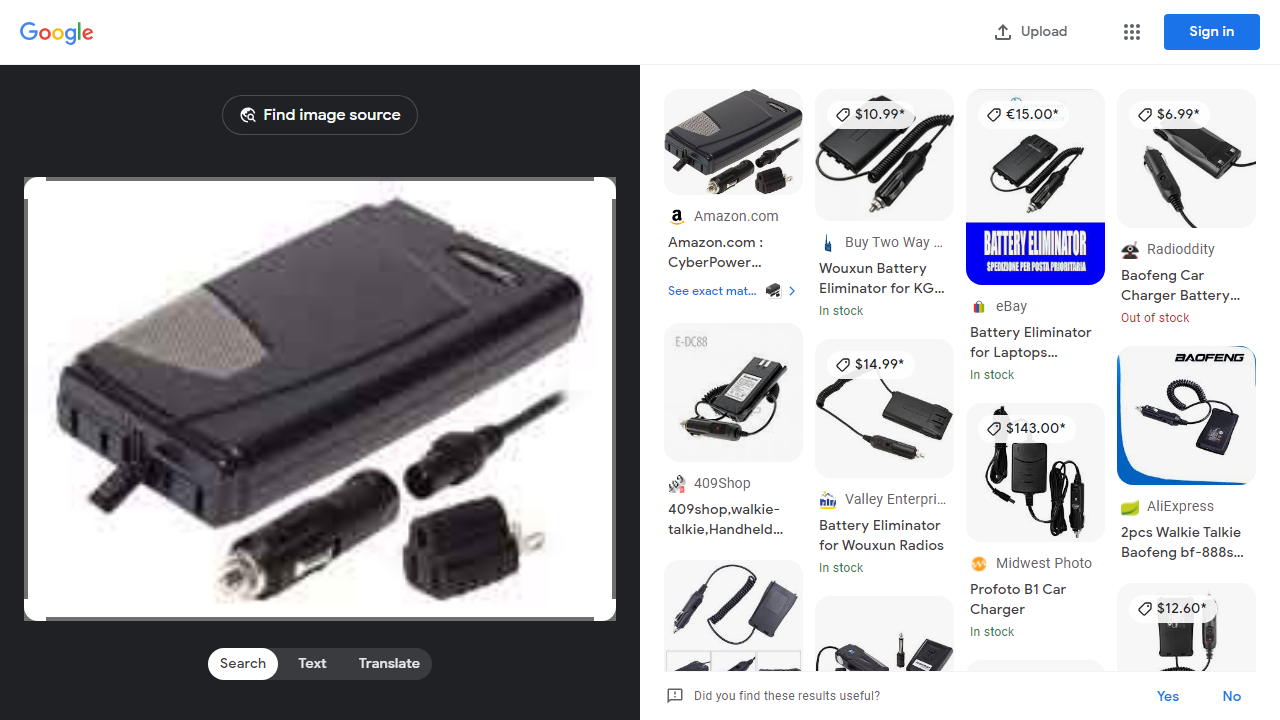 Google
Upload
Sign in
Find image source
Search
Text
Translate
Amazon.com
Amazon.com :
CyberPower…
See exact mat…
E-DC88
409Shop
409shop,walkie-
talkie,Handheld…
$10.99*
Buy Two Way …
Wouxun Battery
Eliminator for KG…
In stock
$14.99*
Valley Enterpri…
Battery Eliminator
for Wouxun Radios
In stock
€15.00*
BATTERY ELIMINATOR
SPEDIZIONE PER POSTA PRIORITARIA
eBay
Battery Eliminator
for Laptops…
In stock
$143.00*
Midwest Photo
Profoto B1 Car
Charger
In stock
$6.99*
Radioddity
Baofeng Car
Charger Battery…
Out of stock
BAOFENG
AliExpress
2pcs Walkie Talkie
Baofeng bf-888s…
$12.60*
Did you find these results useful?
Yes
No